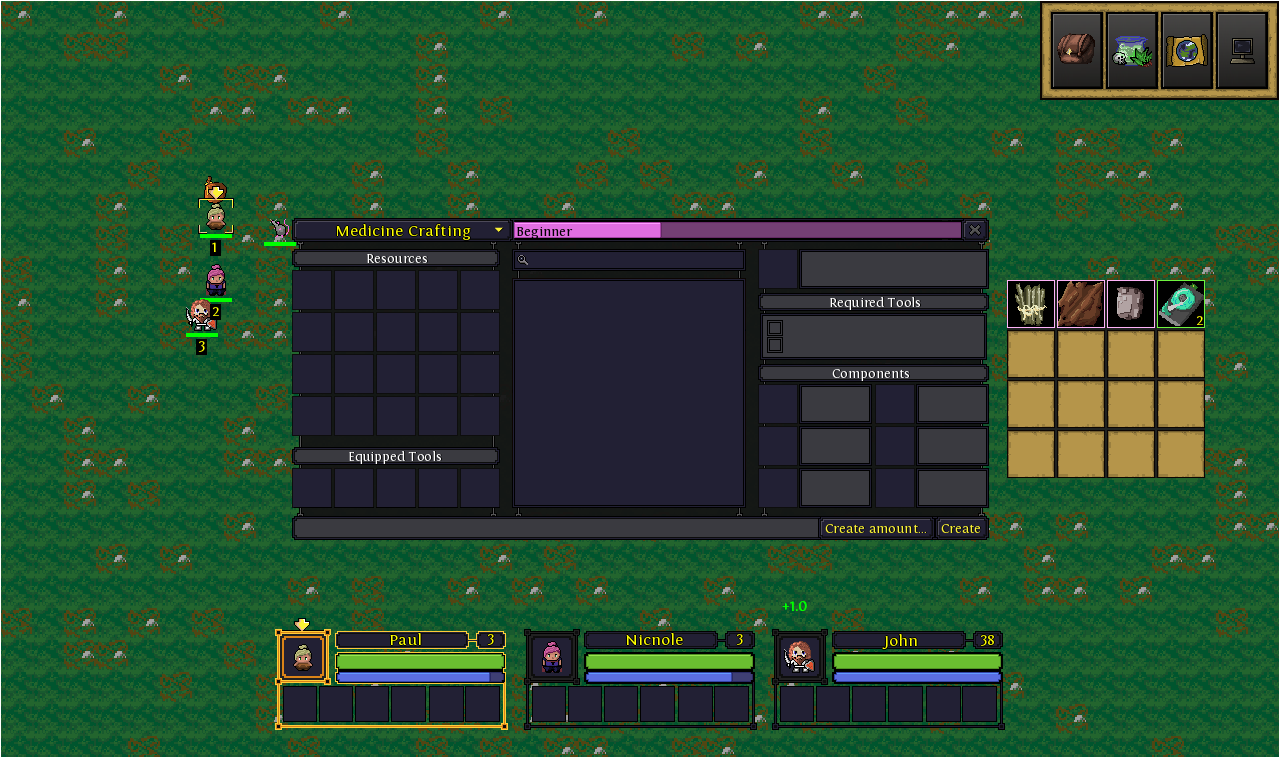 Medicine Crafting
Beginner
1
Resources
Required Tools
2
2
3
Components
Equipped Tools
Create amount...
Create
+1.0
Paul
3
Nicnole
3
John
38